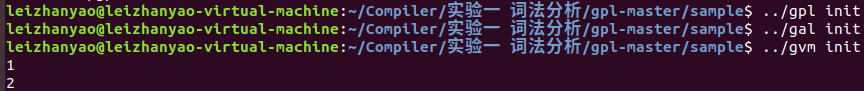 leizhanyao@leizhanyao-virtual-machine:~/Compiler/实验一 词法分析/gpl-master/sample$ ../gpl init
leizhanyao@leizhanyao-virtual-machine:~/Compiler/实验一 词法分析/gpl-master/sample$ ../gal init
leizhanyao@leizhanyao-virtual-machine:~/Compiler/实验一 词法分析/gpl-master/sample$ ../gvm init
1
2